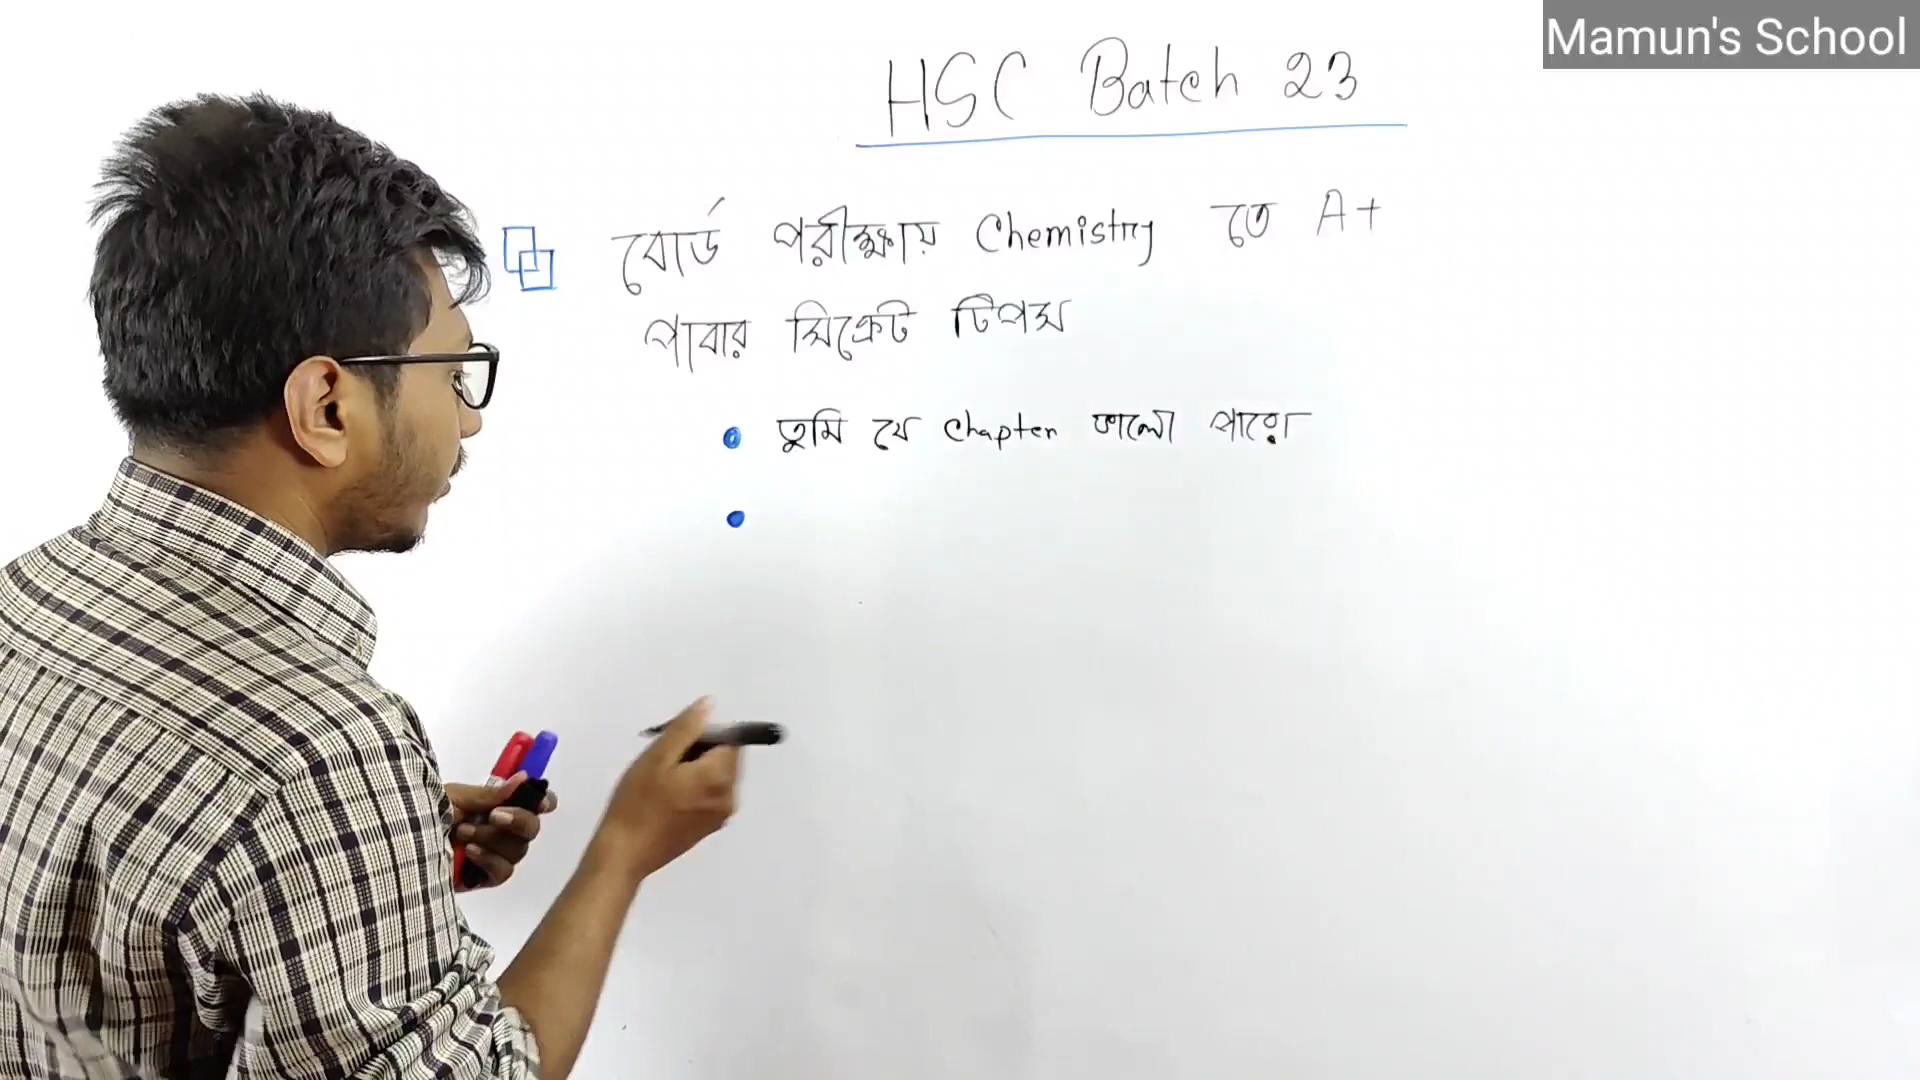 Mamun's School
HSC Batch 23
বোর্ড পরীক্ষায় Chemistry তে A+
পাবার সিক্রেট টিপস
তুমি যে chapter ভালো পারো